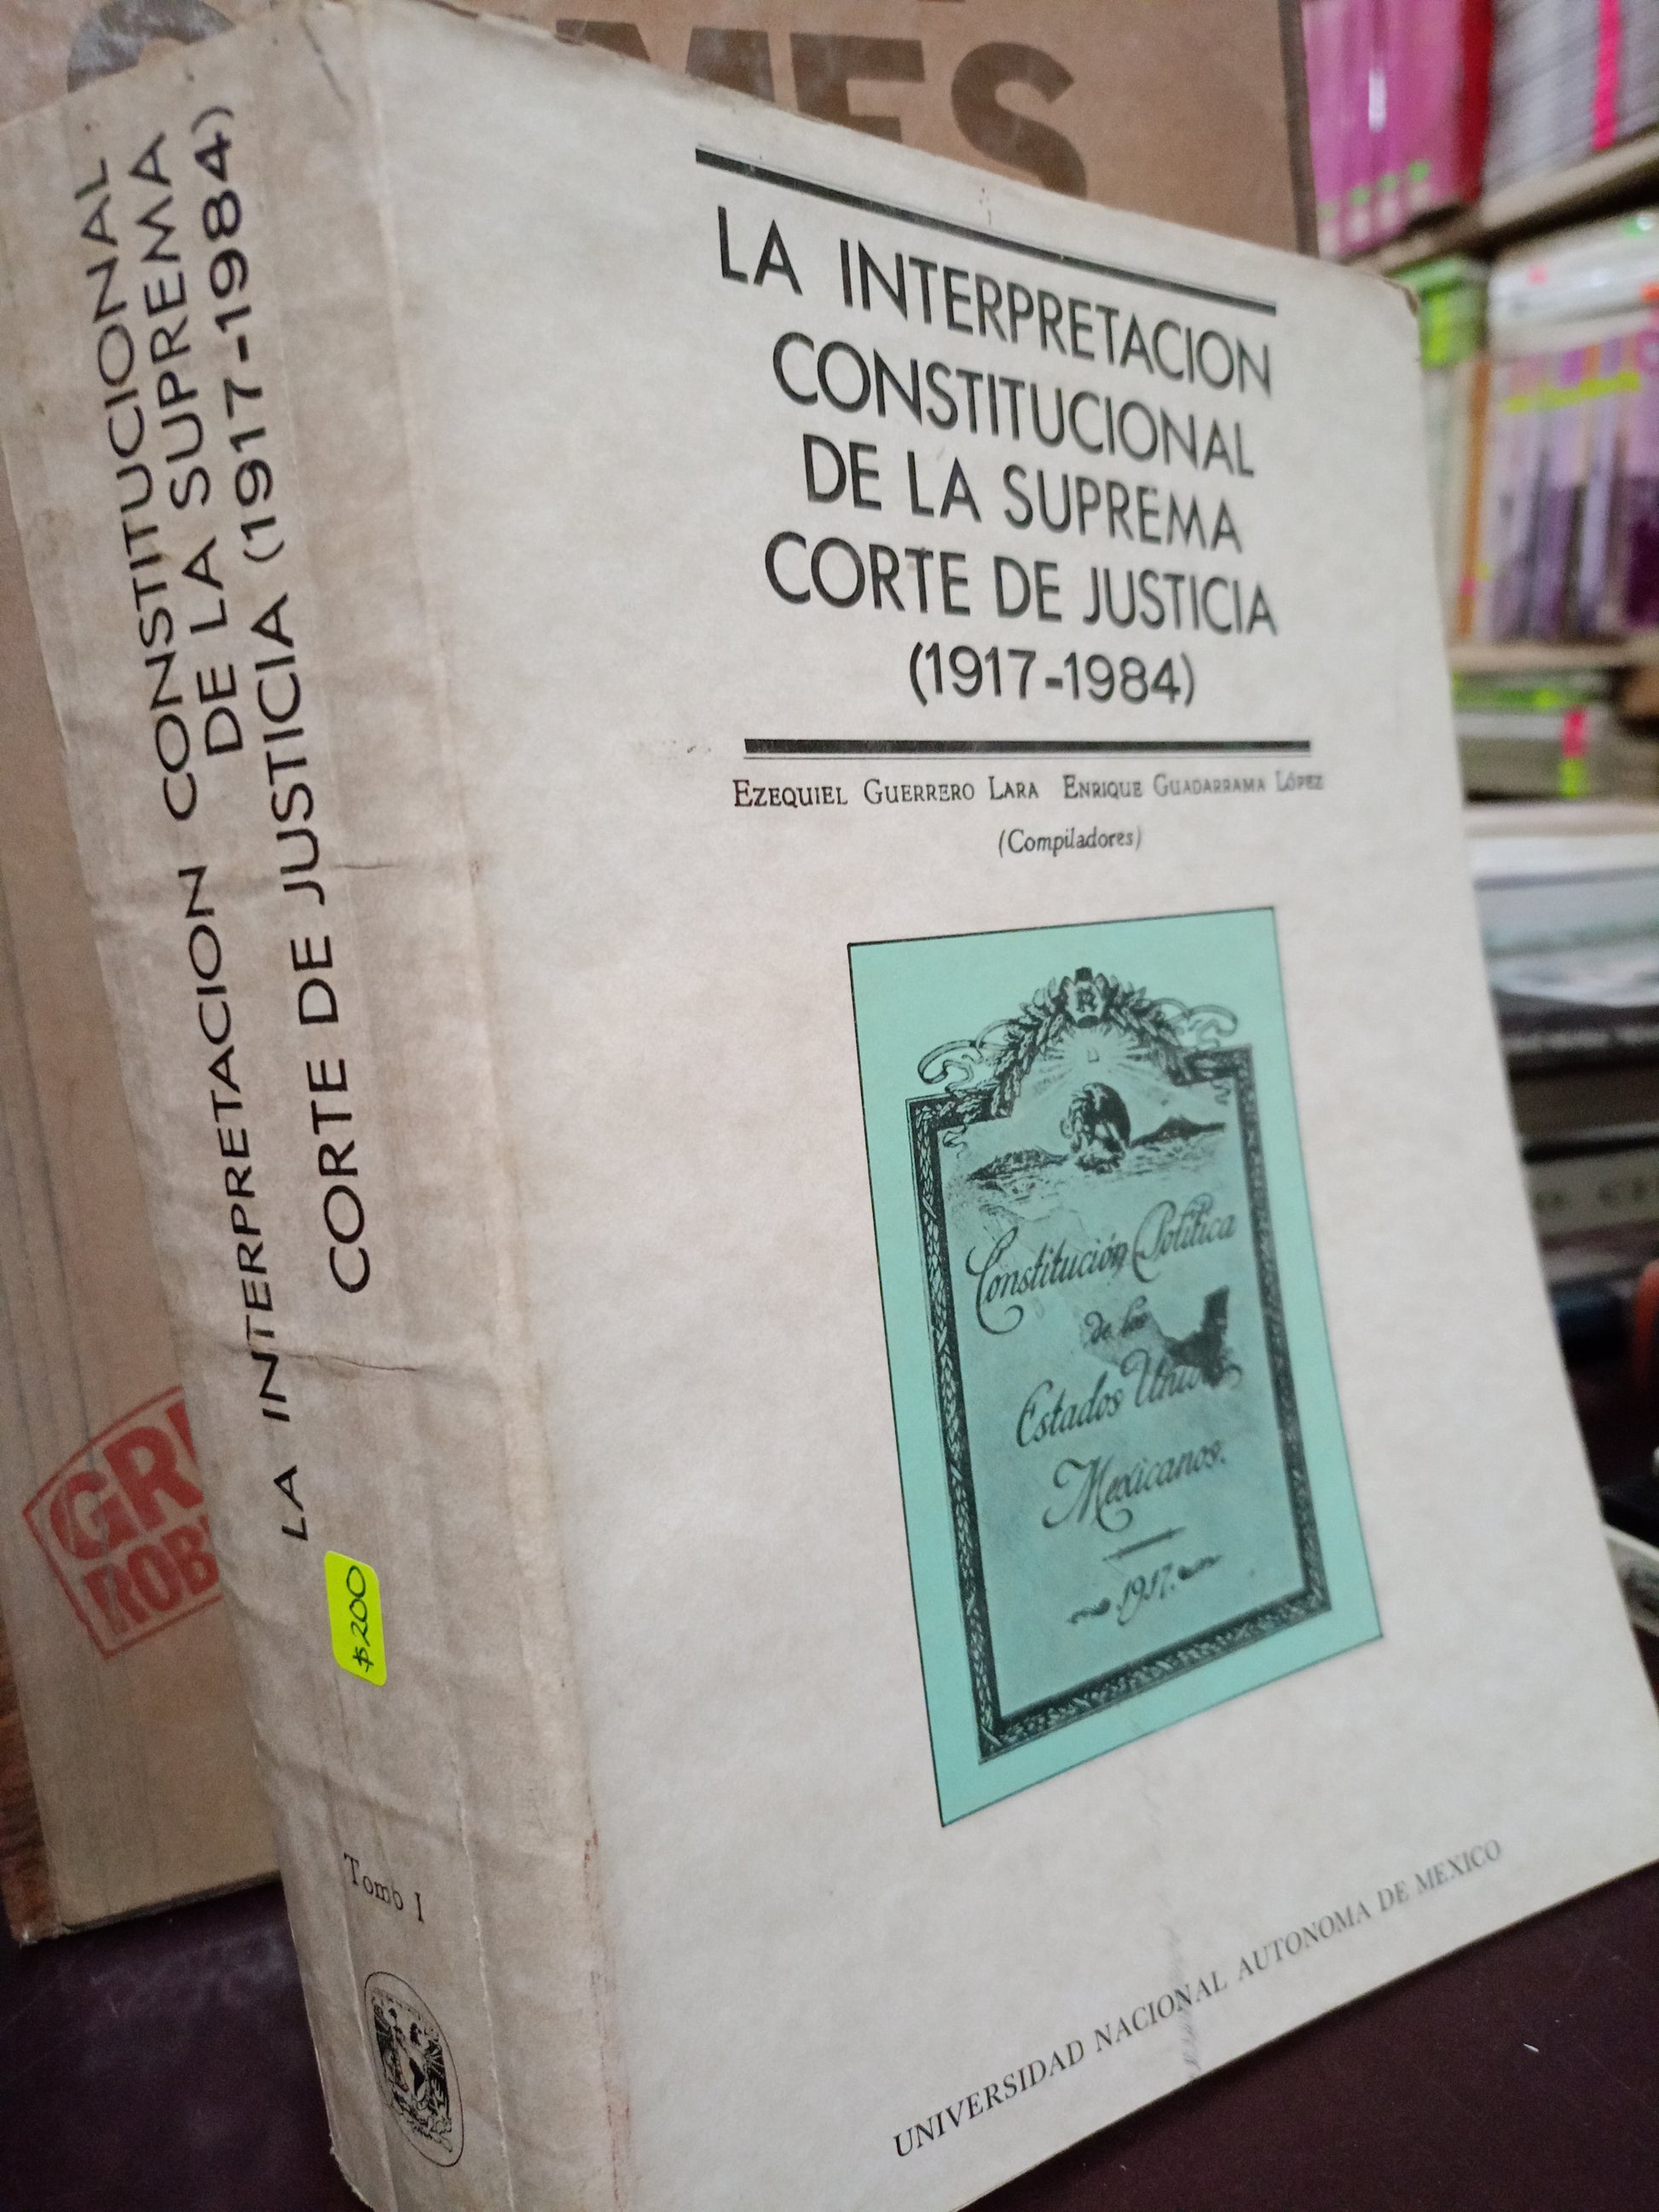 LA INTERPRETACION
CONSTITUCIONAL
DE LA SUPREMA
CORTE DE JUSTICIA
(1917-1984)
EZEQUIEL GUERRERO LARA ENRIQUE GUADARRAMA LÓPEZ
(Compiladores)
Constitución Política
de los
Estados Unidos
Mexicanos.
1917.
UNIVERSIDAD NACIONAL AUTONOMA DE MEXICO
LA INTERPRETACION CONSTITUCIONAL
DE LA SUPREMA
CORTE DE JUSTICIA (1917-1984)
$200
Tomo I